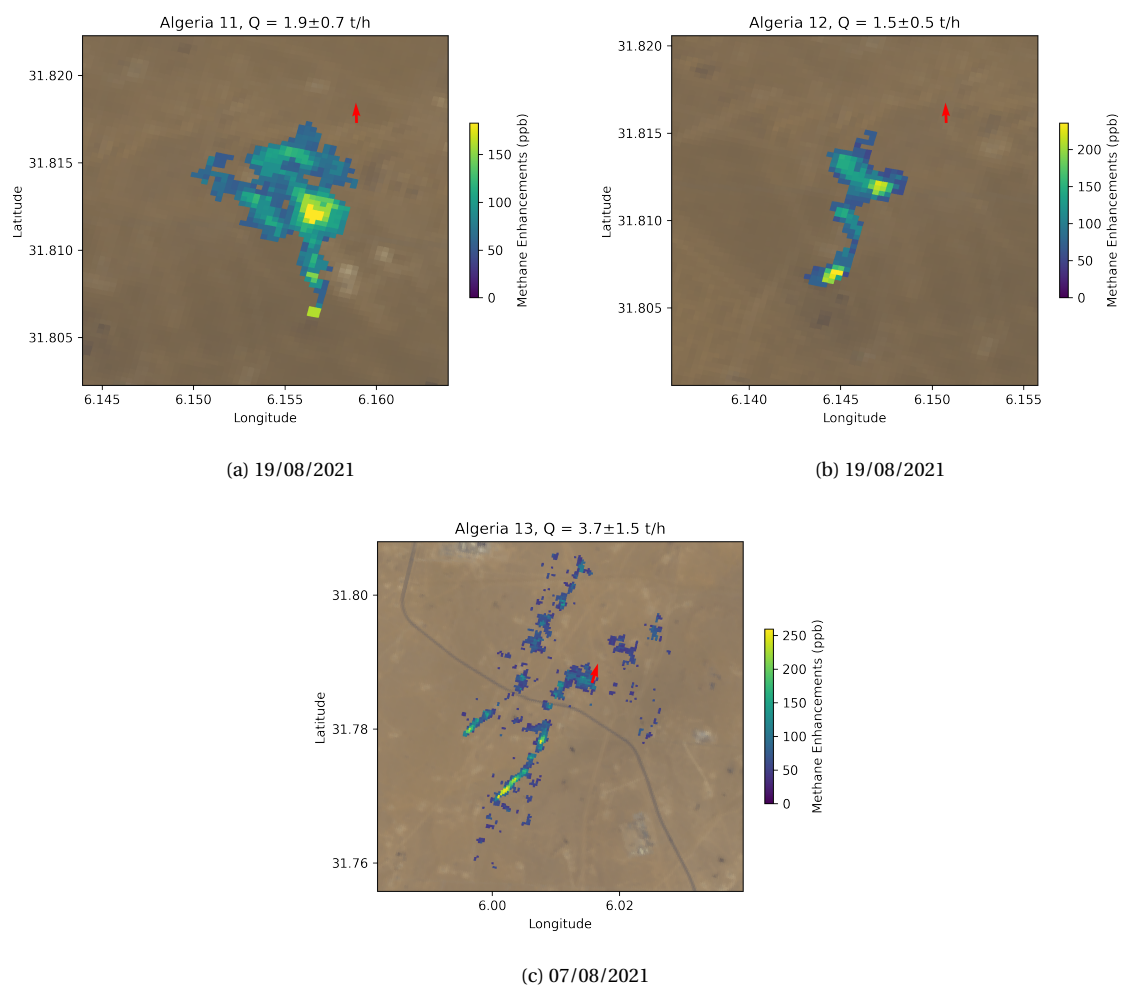 Algeria 11, Q = 1.9±0.7 t/h
31.820
31.815
31.810
31.805
Latitude
6.145 6.150 6.155 6.160
Longitude
150
100
50
0
Methane Enhancements (ppb)
(a) 19/08/2021
Algeria 12, Q = 1.5±0.5 t/h
31.820
31.815
31.810
31.805
Latitude
6.140 6.145 6.150 6.155
Longitude
200
150
100
50
0
Methane Enhancements (ppb)
(b) 19/08/2021
Algeria 13, Q = 3.7±1.5 t/h
31.80
31.78
31.76
Latitude
6.00 6.02
Longitude
250
200
150
100
50
0
Methane Enhancements (ppb)
(c) 07/08/2021